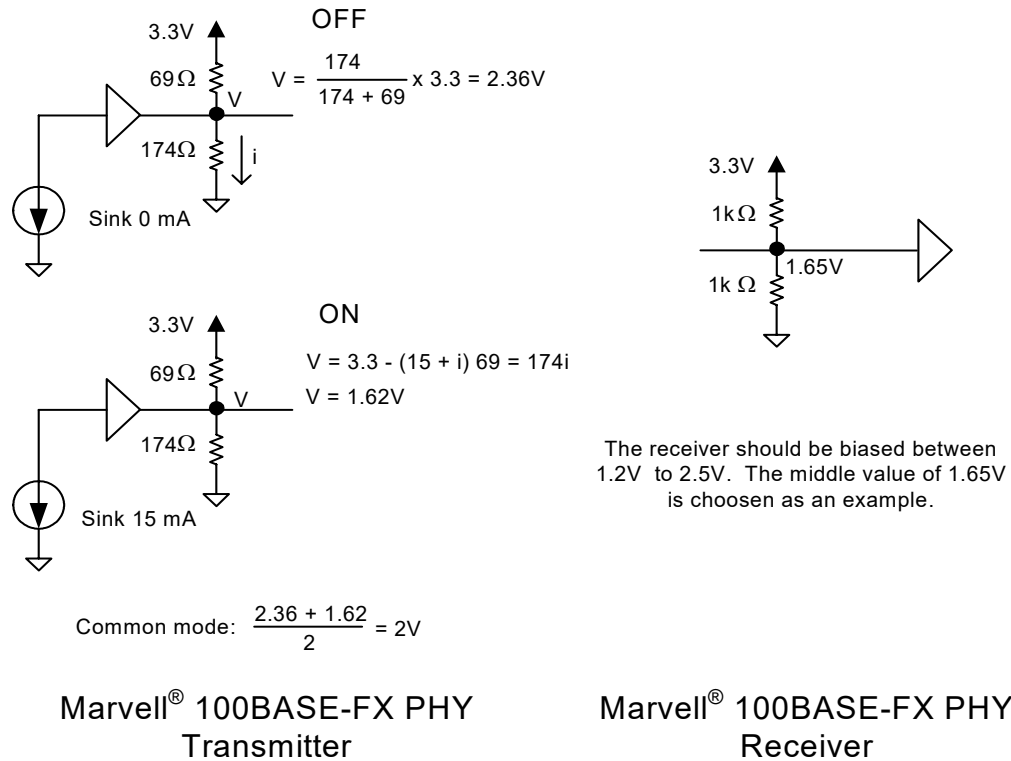 OFF
3.3V
69Ω
V = 174 / 174 + 69 x 3.3 = 2.36V
V
174Ω
i
Sink 0 mA
ON
3.3V
69Ω
V = 3.3 - (15 + i) 69 = 174i
V = 1.62V
V
174Ω
Sink 15 mA
Common mode: 2.36 + 1.62 / 2 = 2V
Marvell® 100BASE-FX PHY
Transmitter
3.3V
1k Ω
1.65V
1k Ω
The receiver should be biased between
1.2V to 2.5V. The middle value of 1.65V
is choosen as an example.
Marvell® 100BASE-FX PHY
Receiver